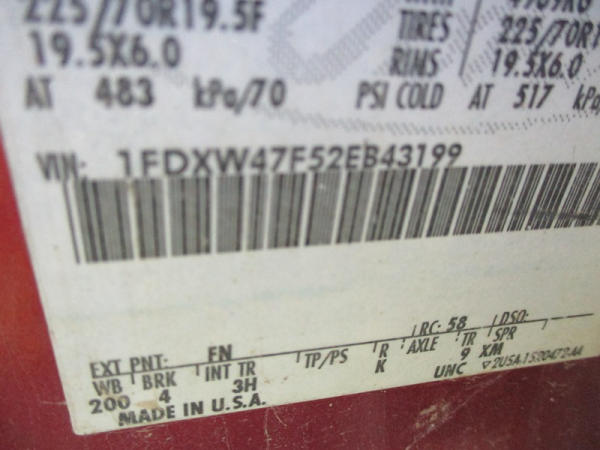 225/70R19.5F TIRES 225/70R1
19.5X6.0 RIMS 19.5X6.0
AT 483 kPa/70 PSI COLD AT 517 kPa
VIN: 1FDXW47F52EB43199
RC: 58 DSO:
EXT PNT: FN R AXLE TR SPR
WB BRK INT TR TP/PS K 9 XM
200 4 3H UNC
MADE IN U.S.A.